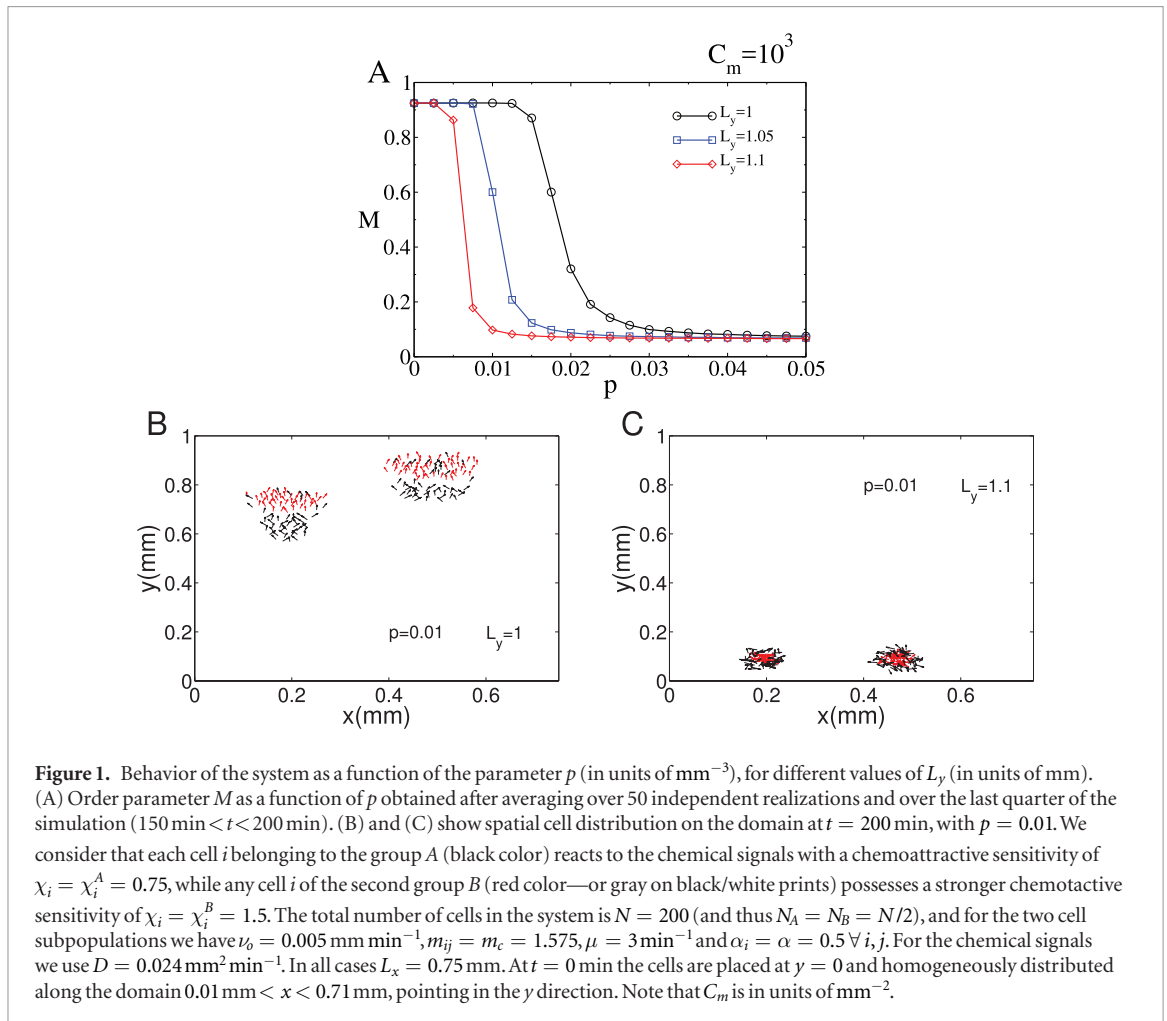 A
C_m=10^3
1
0.8
0.6
M
0.4
0.2
0
L_y=1
L_y=1.05
L_y=1.1
0 0.01 0.02 0.03 0.04 0.05
p
B
1
0.8
0.6
0.4
0.2
0
y(mm)
p=0.01 L_y=1
0 0.2 0.4 0.6
x(mm)
C
1
0.8
0.6
0.4
0.2
0
y(mm)
p=0.01 L_y=1.1
0 0.2 0.4 0.6
x(mm)
Figure 1. Behavior of the system as a function of the parameter p (in units of mm⁻³), for different values of L_y (in units of mm).
(A) Order parameter M as a function of p obtained after averaging over 50 independent realizations and over the last quarter of the
simulation (150 min < t < 200 min). (B) and (C) show spatial cell distribution on the domain at t = 200 min, with p = 0.01. We
consider that each cell i belonging to the group A (black color) reacts to the chemical signals with a chemoattractive sensitivity of
χ_i = χ_i^A = 0.75, while any cell i of the second group B (red color—or gray on black/white prints) possesses a stronger chemotactive
sensitivity of χ_i = χ_i^B = 1.5. The total number of cells in the system is N = 200 (and thus N_A = N_B = N/2), and for the two cell
subpopulations we have ν_o = 0.005 mm min⁻¹, m_ij = m_c = 1.575, μ = 3 min⁻¹ and α_i = α = 0.5 ∀ i, j. For the chemical signals
we use D = 0.024 mm² min⁻¹. In all cases L_x = 0.75 mm. At t = 0 min the cells are placed at y = 0 and homogeneously distributed
along the domain 0.01 mm < x < 0.71 mm, pointing in the y direction. Note that C_m is in units of mm⁻².